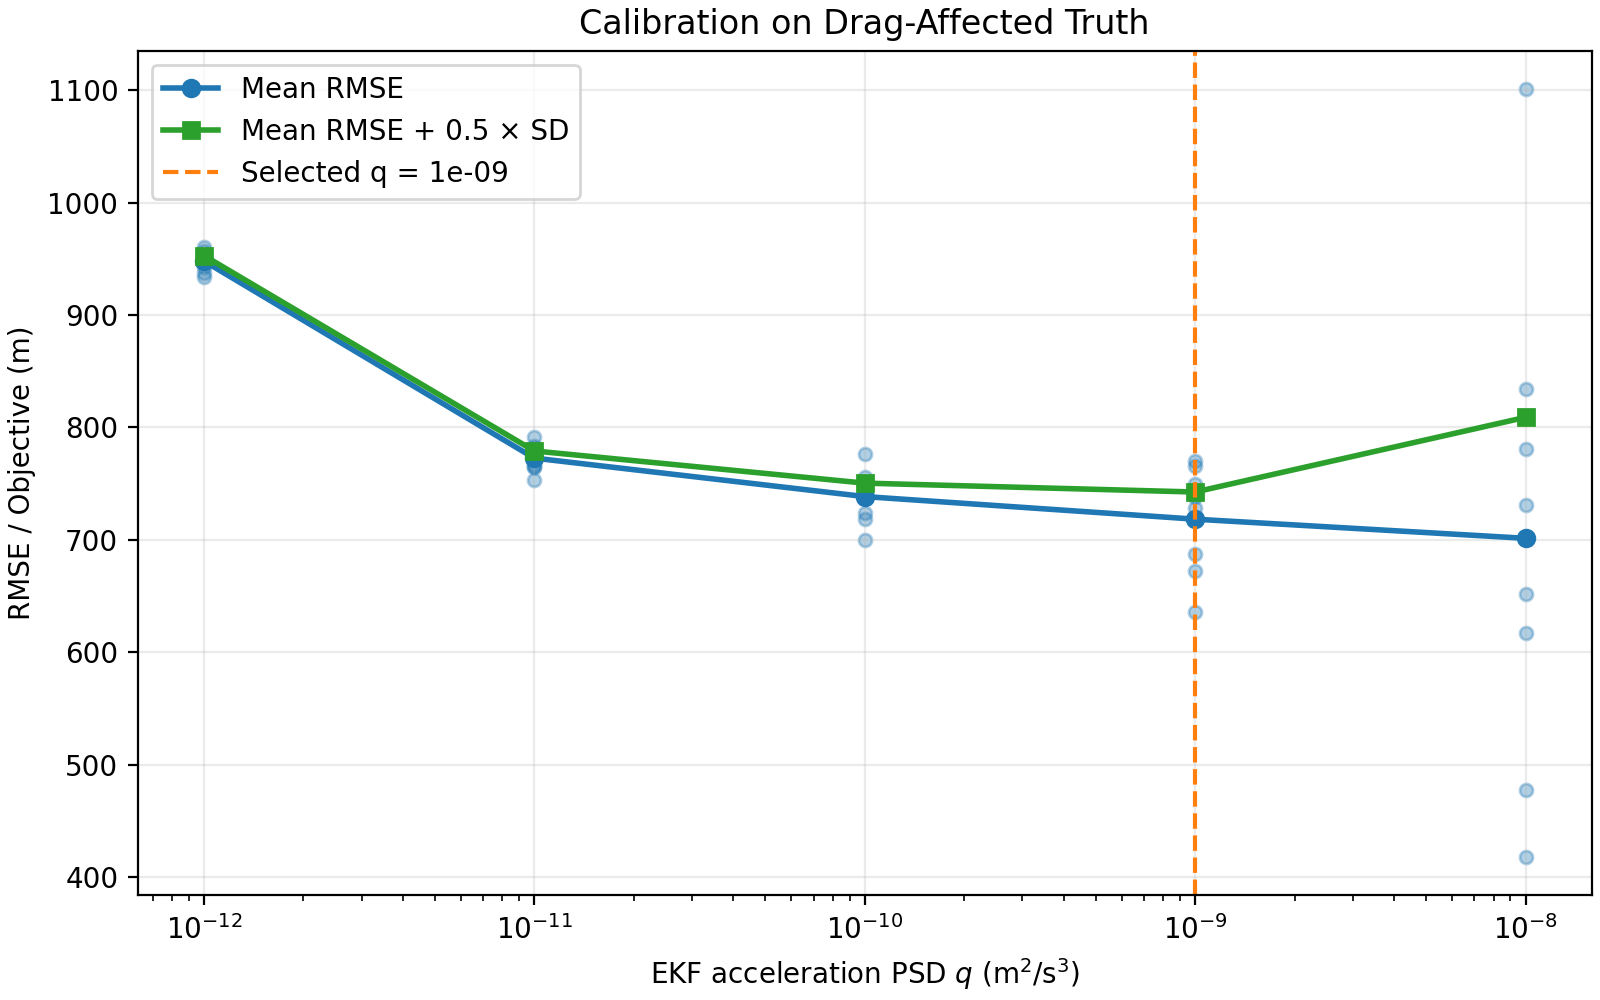 Calibration on Drag-Affected Truth
Mean RMSE
Mean RMSE + 0.5 × SD
Selected q = 1e-09
RMSE / Objective (m)
1100
1000
900
800
700
600
500
400
10⁻¹²
10⁻¹¹
10⁻¹⁰
10⁻⁹
10⁻⁸
EKF acceleration PSD q (m²/s³)